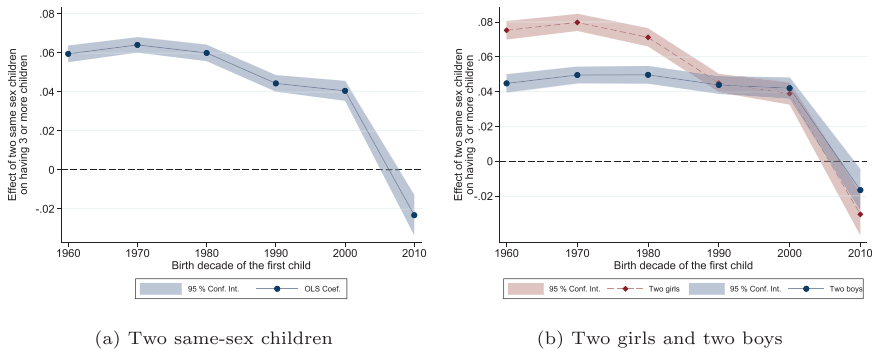 Effect of two same sex children
on having 3 or more children
.08
.06
.04
.02
0
-.02
1960 1970 1980 1990 2000 2010
Birth decade of the first child
95 % Conf. Int. OLS Coef.
(a) Two same-sex children
Effect of two same sex children
on having 3 or more children
.08
.06
.04
.02
0
-.02
1960 1970 1980 1990 2000 2010
Birth decade of the first child
95 % Conf. Int. Two girls 95 % Conf. Int. Two boys
(b) Two girls and two boys